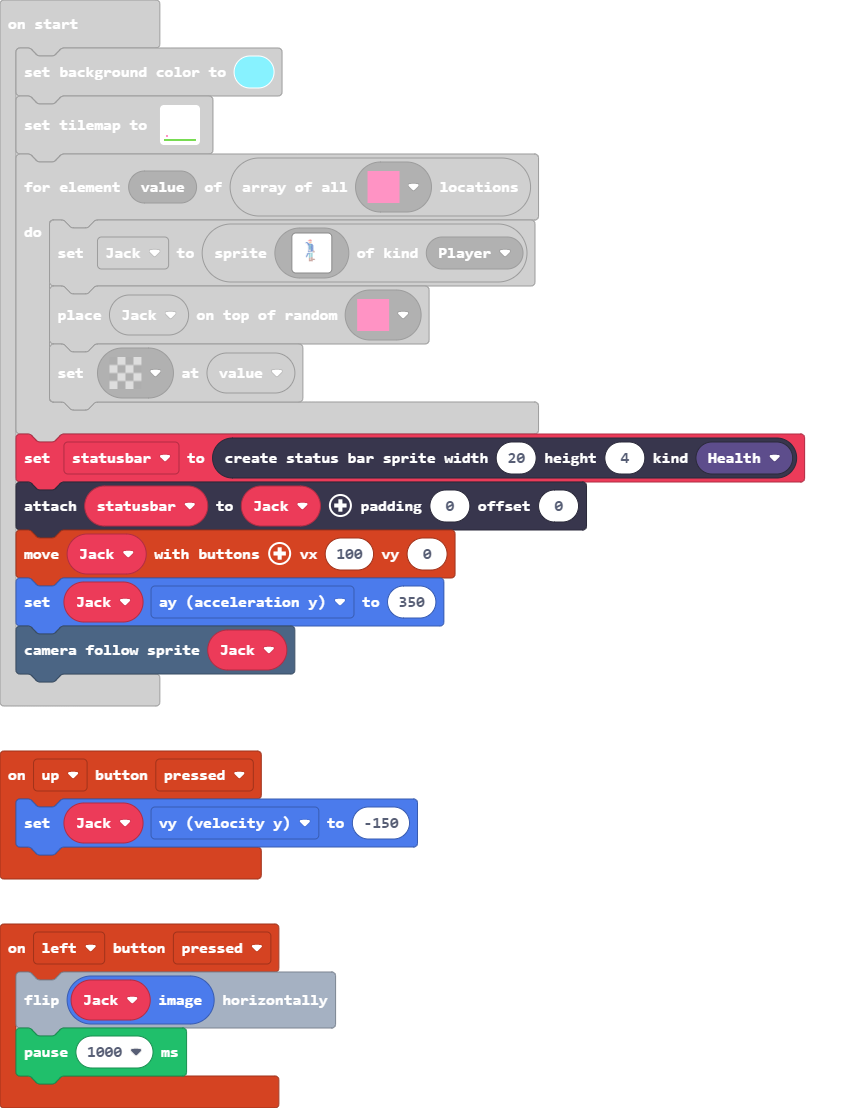 on start
set background color to
set tilemap to
for element value of array of all locations
do
set Jack to sprite of kind Player
place Jack on top of random
set at value
set statusbar to create status bar sprite width 20 height 4 kind Health
attach statusbar to Jack + padding 0 offset 0
move Jack with buttons + vx 100 vy 0
set Jack ay (acceleration y) to 350
camera follow sprite Jack
on up button pressed
set Jack vy (velocity y) to -150
on left button pressed
flip Jack image horizontally
pause 1000 ms